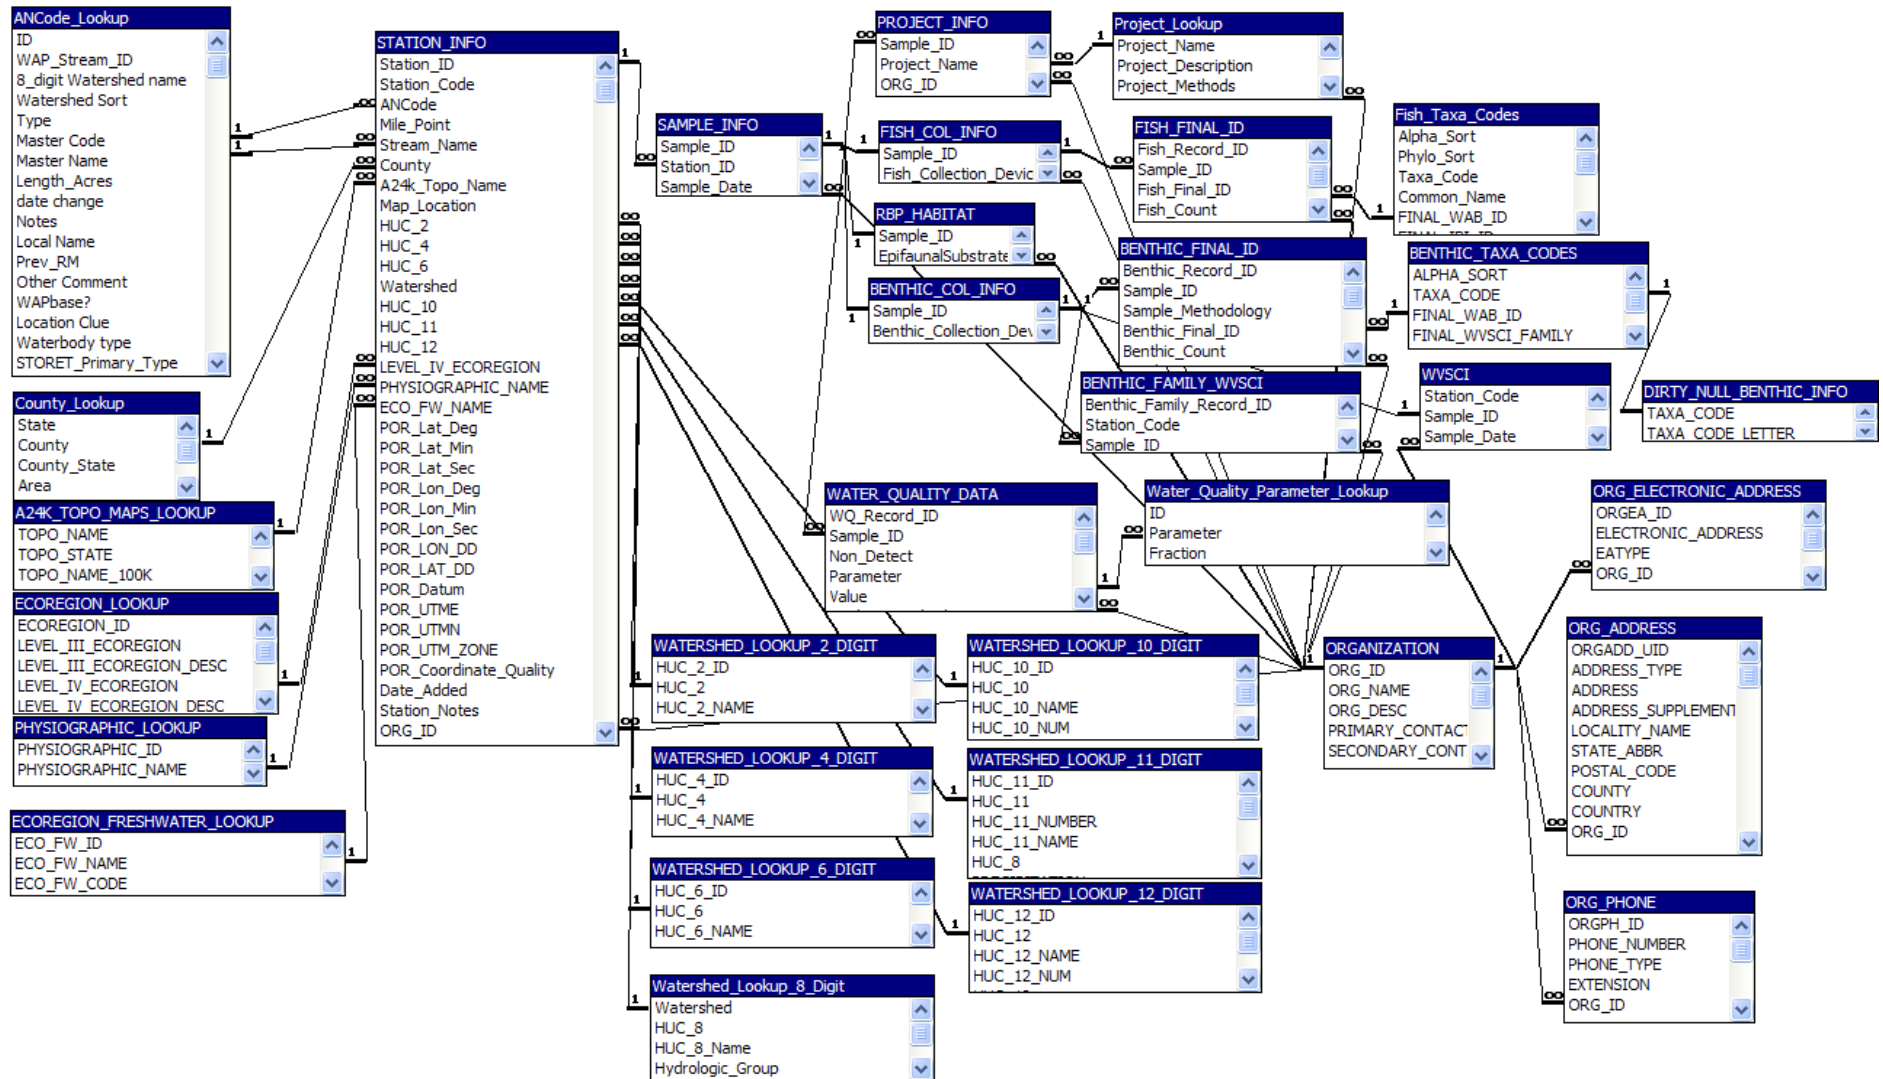 ANCode_Lookup
ID
WAP_Stream_ID
8_digit Watershed name
Watershed Sort
Type
Master Code
Master Name
Length_Acres
date change
Notes
Local Name
Prev_RM
Other Comment
WAPbase?
Location Clue
Waterbody type
STORET_Primary_Type
County_Lookup
State
County
County_State
Area
A24K_TOPO_MAPS_LOOKUP
TOPO_NAME
TOPO_STATE
TOPO_NAME_100K
ECOREGION_LOOKUP
ECOREGION_ID
LEVEL_III_ECOREGION
LEVEL_III_ECOREGION_DESC
LEVEL_IV_ECOREGION
LEVEL_IV_ECOREGION_DESC
PHYSIOGRAPHIC_LOOKUP
PHYSIOGRAPHIC_ID
PHYSIOGRAPHIC_NAME
ECOREGION_FRESHWATER_LOOKUP
ECO_FW_ID
ECO_FW_NAME
ECO_FW_CODE
STATION_INFO
Station_ID
Station_Code
ANCode
Mile_Point
Stream_Name
County
A24k_Topo_Name
Map_Location
HUC_2
HUC_4
HUC_6
Watershed
HUC_10
HUC_11
HUC_12
LEVEL_IV_ECOREGION
PHYSIOGRAPHIC_NAME
ECO_FW_NAME
POR_Lat_Deg
POR_Lat_Min
POR_Lat_Sec
POR_Lon_Deg
POR_Lon_Min
POR_Lon_Sec
POR_LON_DD
POR_LAT_DD
POR_Datum
POR_UTME
POR_UTMN
POR_UTM_ZONE
POR_Coordinate_Quality
Date_Added
Station_Notes
ORG_ID
SAMPLE_INFO
Sample_ID
Station_ID
Sample_Date
PROJECT_INFO
Sample_ID
Project_Name
ORG_ID
Project_Lookup
Project_Name
Project_Description
Project_Methods
FISH_COL_INFO
Sample_ID
Fish_Collection_Devic
FISH_FINAL_ID
Fish_Record_ID
Sample_ID
Fish_Final_ID
Fish_Count
Fish_Taxa_Codes
Alpha_Sort
Phylo_Sort
Taxa_Code
Common_Name
FINAL_WAB_ID
RBP_HABITAT
Sample_ID
EpifaunalSubstrate
BENTHIC_COL_INFO
Sample_ID
Benthic_Collection_Dev
BENTHIC_FINAL_ID
Benthic_Record_ID
Sample_ID
Sample_Methodology
Benthic_Final_ID
Benthic_Count
BENTHIC_TAXA_CODES
ALPHA_SORT
TAXA_CODE
FINAL_WAB_ID
FINAL_WVSCI_FAMILY
BENTHIC_FAMILY_WVSCI
Benthic_Family_Record_ID
Station_Code
Sample_ID
WVSCI
Station_Code
Sample_ID
Sample_Date
DIRTY_NULL_BENTHIC_INFO
TAXA_CODE
TAXA_CODE_LETTER
WATER_QUALITY_DATA
WQ_Record_ID
Sample_ID
Non_Detect
Parameter
Value
Water_Quality_Parameter_Lookup
ID
Parameter
Fraction
ORG_ELECTRONIC_ADDRESS
ORGEA_ID
ELECTRONIC_ADDRESS
EATYPE
ORG_ID
WATERSHED_LOOKUP_2_DIGIT
HUC_2_ID
HUC_2
HUC_2_NAME
WATERSHED_LOOKUP_10_DIGIT
HUC_10_ID
HUC_10
HUC_10_NAME
HUC_10_NUM
ORGANIZATION
ORG_ID
ORG_NAME
ORG_DESC
PRIMARY_CONTACT
SECONDARY_CONT
ORG_ADDRESS
ORGADD_UID
ADDRESS_TYPE
ADDRESS
ADDRESS_SUPPLEMENT
LOCALITY_NAME
STATE_ABBR
POSTAL_CODE
COUNTY
COUNTRY
ORG_ID
WATERSHED_LOOKUP_4_DIGIT
HUC_4_ID
HUC_4
HUC_4_NAME
WATERSHED_LOOKUP_11_DIGIT
HUC_11_ID
HUC_11
HUC_11_NUMBER
HUC_11_NAME
HUC_8
WATERSHED_LOOKUP_6_DIGIT
HUC_6_ID
HUC_6
HUC_6_NAME
WATERSHED_LOOKUP_12_DIGIT
HUC_12_ID
HUC_12
HUC_12_NAME
HUC_12_NUM
ORG_PHONE
ORGPH_ID
PHONE_NUMBER
PHONE_TYPE
EXTENSION
ORG_ID
Watershed_Lookup_8_Digit
Watershed
HUC_8
HUC_8_Name
Hydrologic_Group